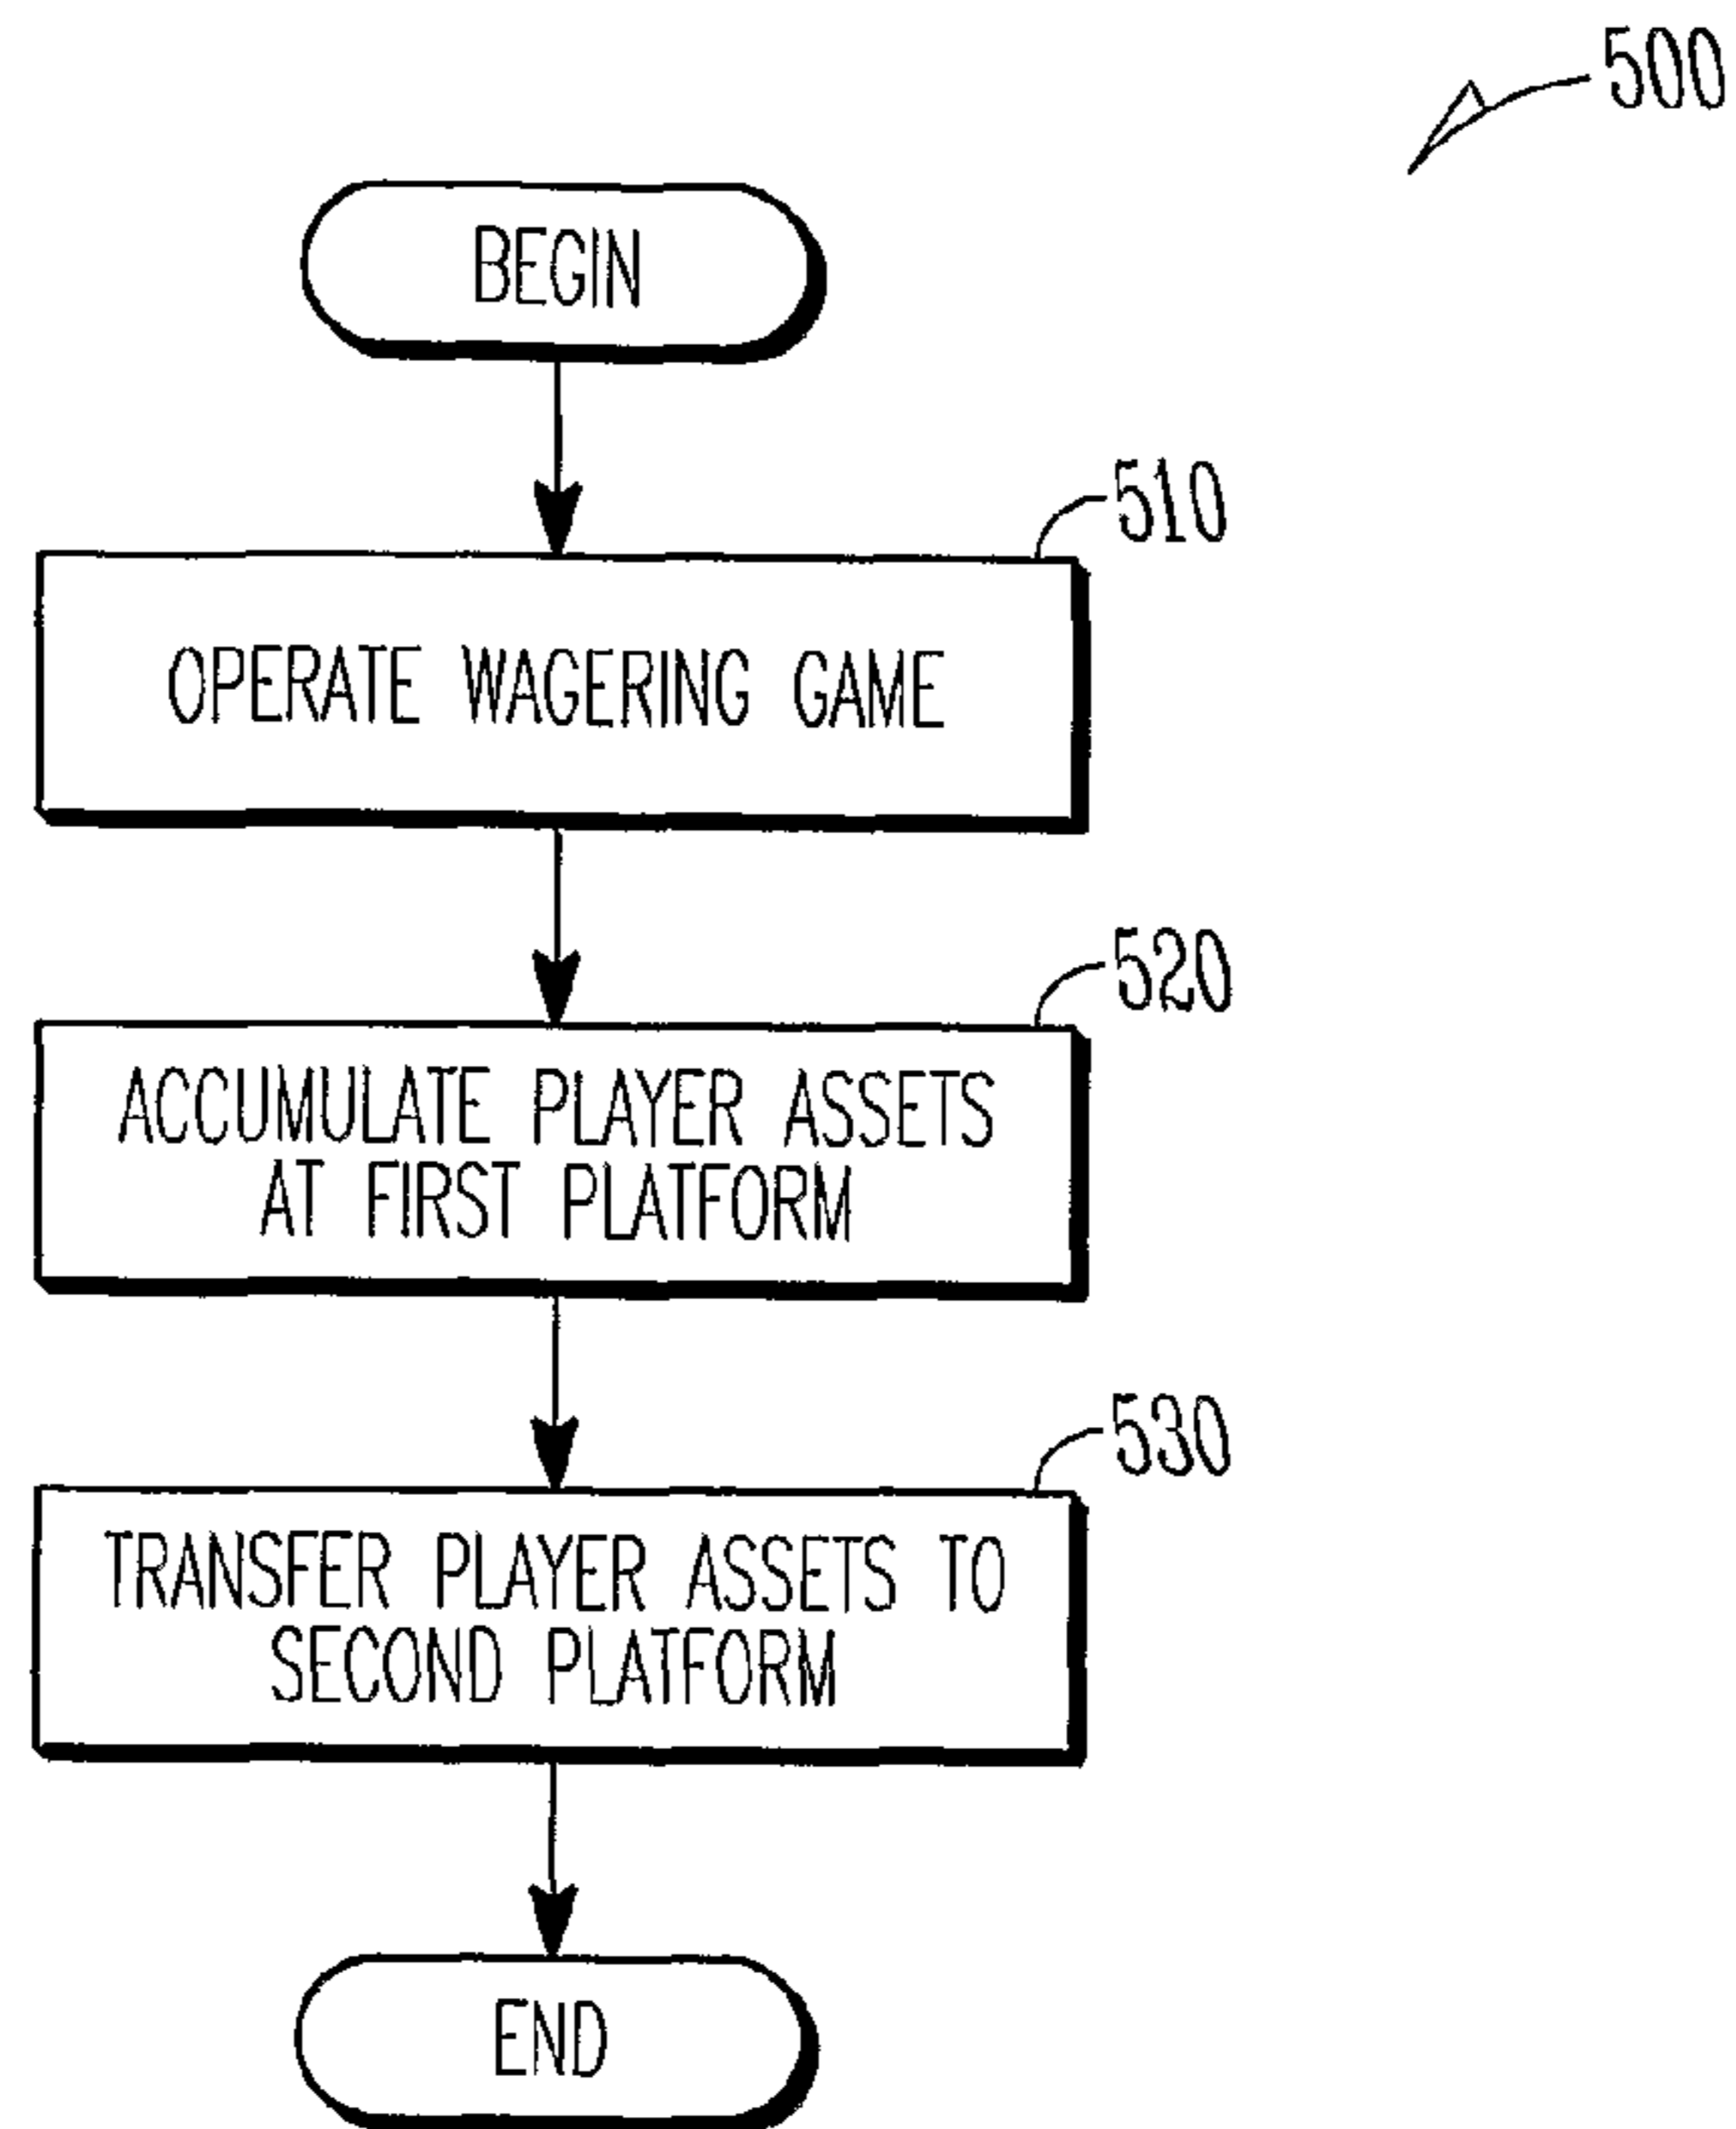 500
BEGIN
510
OPERATE WAGERING GAME
520
ACCUMULATE PLAYER ASSETS
AT FIRST PLATFORM
530
TRANSFER PLAYER ASSETS TO
SECOND PLATFORM
END